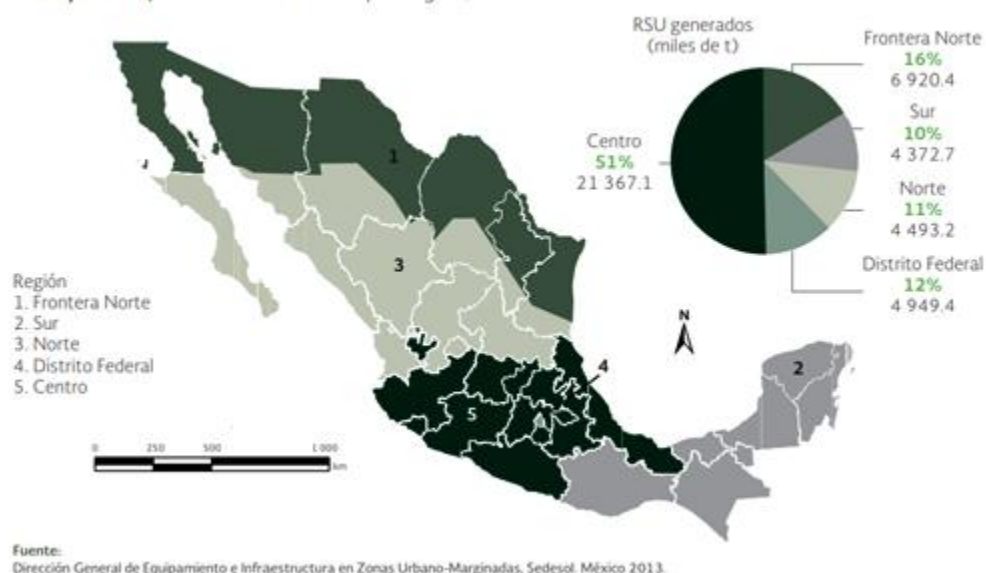 RSU generados
(miles de t)
Frontera Norte
16%
6 920.4
Sur
10%
4 372.7
Norte
11%
4 493.2
Distrito Federal
12%
4 949.4
Centro
51%
21 367.1
1
3
2
4
5
N
Región
1. Frontera Norte
2. Sur
3. Norte
4. Distrito Federal
5. Centro
0 250 500 1 000
km
Fuente:
Dirección General de Equipamiento e Infraestructura en Zonas Urbano-Marginadas, Sedesol. México 2013.